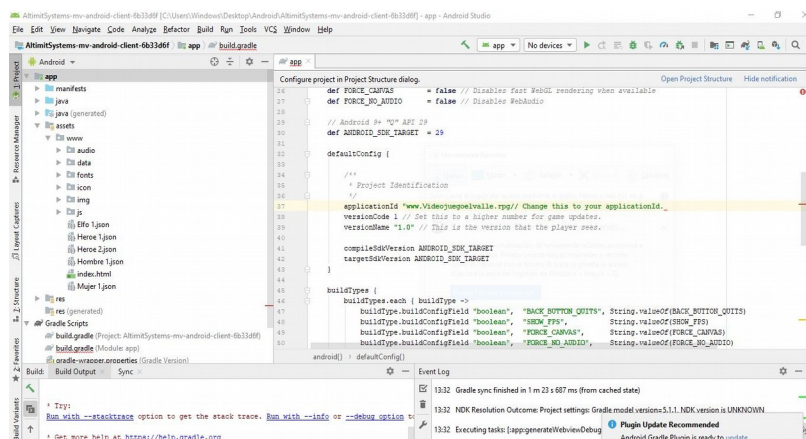 AltimitSystems-mv-android-client-6b33d6f [C:\Users\Windows\Desktop\Android\AltimitSystems-mv-android-client-6b33d6f] - app - Android Studio
File Edit View Navigate Code Analyze Refactor Build Run Tools VCS Window Help
AltimitSystems-mv-android-client-6b33d6f app build.gradle
app No devices
Android
app
1: Project
Resource Manager
Layout Captures
Z: Structure
2: Favorites
Build Variants
app
manifests
java
java (generated)
assets
www
audio
data
fonts
icon
img
js
Elfo 1.json
Heroe 1.json
Heroe 2.json
Hombre 1.json
index.html
Mujer 1.json
res
res (generated)
Gradle Scripts
build.gradle (Project: AltimitSystems-mv-android-client-6b33d6f)
build.gradle (Module: app)
gradle-wrapper.properties (Gradle Version)
Configure project in Project Structure dialog. Open Project Structure Hide notification
26 def FORCE_CANVAS = false // Disables fast WebGL rendering when available
27 def FORCE_NO_AUDIO = false // Disables WebAudio
28
29 // Android 9+ "Q" API 29
30 def ANDROID_SDK_TARGET = 29
31
32 defaultConfig {
33
34 /**
35 * Project Identification
36 */
37 applicationId "www.Videojuegoelvalle.rpg// Change this to your applicationId.
38 versionCode 1 // Set this to a higher number for game updates.
39 versionName "1.0" // This is the version that the player sees.
40
41 compileSdkVersion ANDROID_SDK_TARGET
42 targetSdkVersion ANDROID_SDK_TARGET
43 }
44
45 buildTypes {
46 buildTypes.each { buildType ->
47 buildType.buildConfigField "boolean", "BACK_BUTTON_QUITS", String.valueOf(BACK_BUTTON_QUITS)
48 buildType.buildConfigField "boolean", "SHOW_FPS", String.valueOf(SHOW_FPS)
49 buildType.buildConfigField "boolean", "FORCE_CANVAS", String.valueOf(FORCE_CANVAS)
50 buildType.buildConfigField "boolean", "FORCE_NO_AUDIO", String.valueOf(FORCE_NO_AUDIO)
android{} defaultConfig{}
Build: Build Output Sync
* Try:
Run with --stacktrace option to get the stack trace. Run with --info or --debug option to
* Get more help at https://help.gradle.org
Event Log
13:32 Gradle sync finished in 1 m 23 s 687 ms (from cached state)
13:32 NDK Resolution Outcome: Project settings: Gradle model version=5.1.1, NDK version is UNKNOWN
13:32 Executing tasks: [:app:generateWebviewDebug
Plugin Update Recommended
Android Gradle Plugin is ready to update